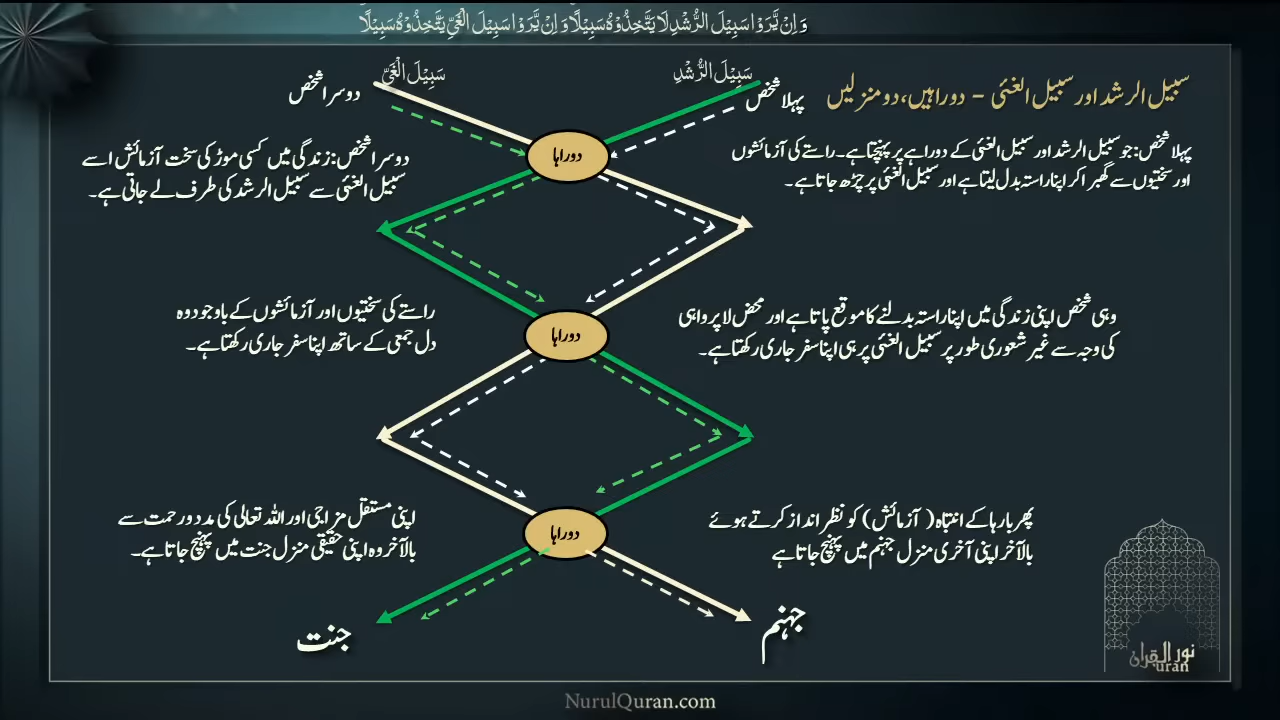 وَاِنْ یَّرَوْا سَبِیْلَ الرُّشْدِ لَا یَتَّخِذُوْهُ سَبِیْلًا وَ اِنْ یَّرَوْا سَبِیْلَ الْغَیِّ یَتَّخِذُوْهُ سَبِیْلًا
سبیل الرشد اور سبیل الغئی – دو راہیں، دو منزلیں
سَبِیْلَ الرُّشْدِ
سَبِیْلَ الْغَیِّ
پہلا شخص
دوسرا شخص
دوراہا
پہلا شخص: جو سبیل الرشد اور سبیل الغئی کے دوراہے پر پہنچتا ہے۔ راستے کی آزمائشوں
اور سختیوں سے گھبرا کر اپنا راستہ بدل لیتا ہے اور سبیل الغئی پر چڑھ جاتا ہے۔
دوسرا شخص: زندگی میں کسی موڑ کی سخت آزمائش اسے
سبیل الغئی سے سبیل الرشد کی طرف لے جاتی ہے۔
دوراہا
وہی شخص اپنی زندگی میں اپنا راستہ بدلنے کا موقع پاتا ہے اور محض لاپرواہی
کی وجہ سے غیر شعوری طور پر سبیل الغئی پر ہی اپنا سفر جاری رکھتا ہے۔
راستے کی سختیوں اور آزمائشوں کے باوجود وہ
دل جمعی کے ساتھ اپنا سفر جاری رکھتا ہے۔
دوراہا
پھر بارہا کے انتباہ (آزمائش) کو نظر انداز کرتے ہوئے
بالآخر اپنی آخری منزل جہنم میں پہنچ جاتا ہے
اپنی مستقل مزاجی اور اللہ تعالی کی مدد و رحمت سے
بالآخر وہ اپنی حقیقی منزل جنت میں پہنچ جاتا ہے۔
جہنم
جنت
نور القرآن
uran
NurulQuran.com